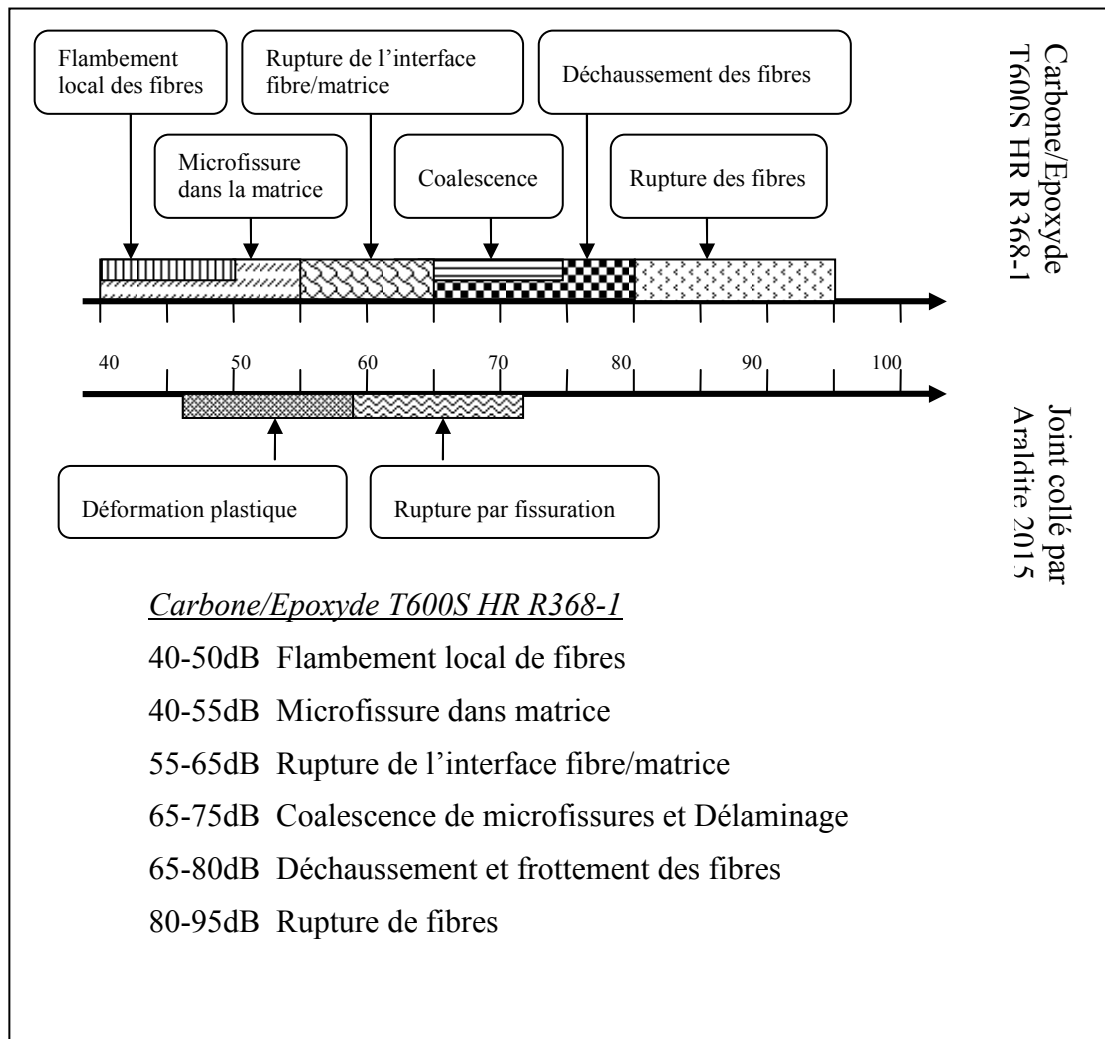 Flambement
local des fibres
Rupture de l’interface
fibre/matrice
Déchaussement des fibres
Microfissure
dans la matrice
Coalescence
Rupture des fibres
Carbone/Epoxyde
T600S HR R368-1
40 50 60 70 80 90 100
Déformation plastique
Rupture par fissuration
Joint collé par
Araldite 2015
Carbone/Epoxyde T600S HR R368-1
40-50dB Flambement local de fibres
40-55dB Microfissure dans matrice
55-65dB Rupture de l’interface fibre/matrice
65-75dB Coalescence de microfissures et Délaminage
65-80dB Déchaussement et frottement des fibres
80-95dB Rupture de fibres